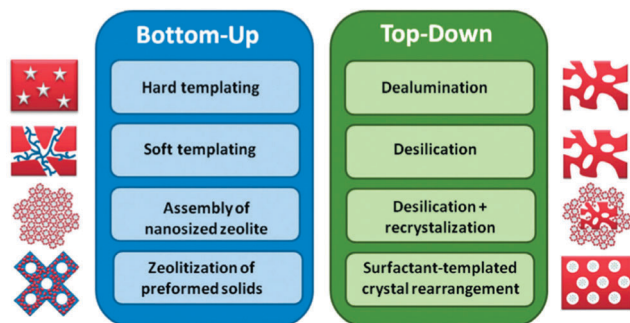 Bottom-Up
Hard templating
Soft templating
Assembly of
nanosized zeolite
Zeolitization of
preformed solids
Top-Down
Dealumination
Desilication
Desilication +
recrystalization
Surfactant-templated
crystal rearrangement